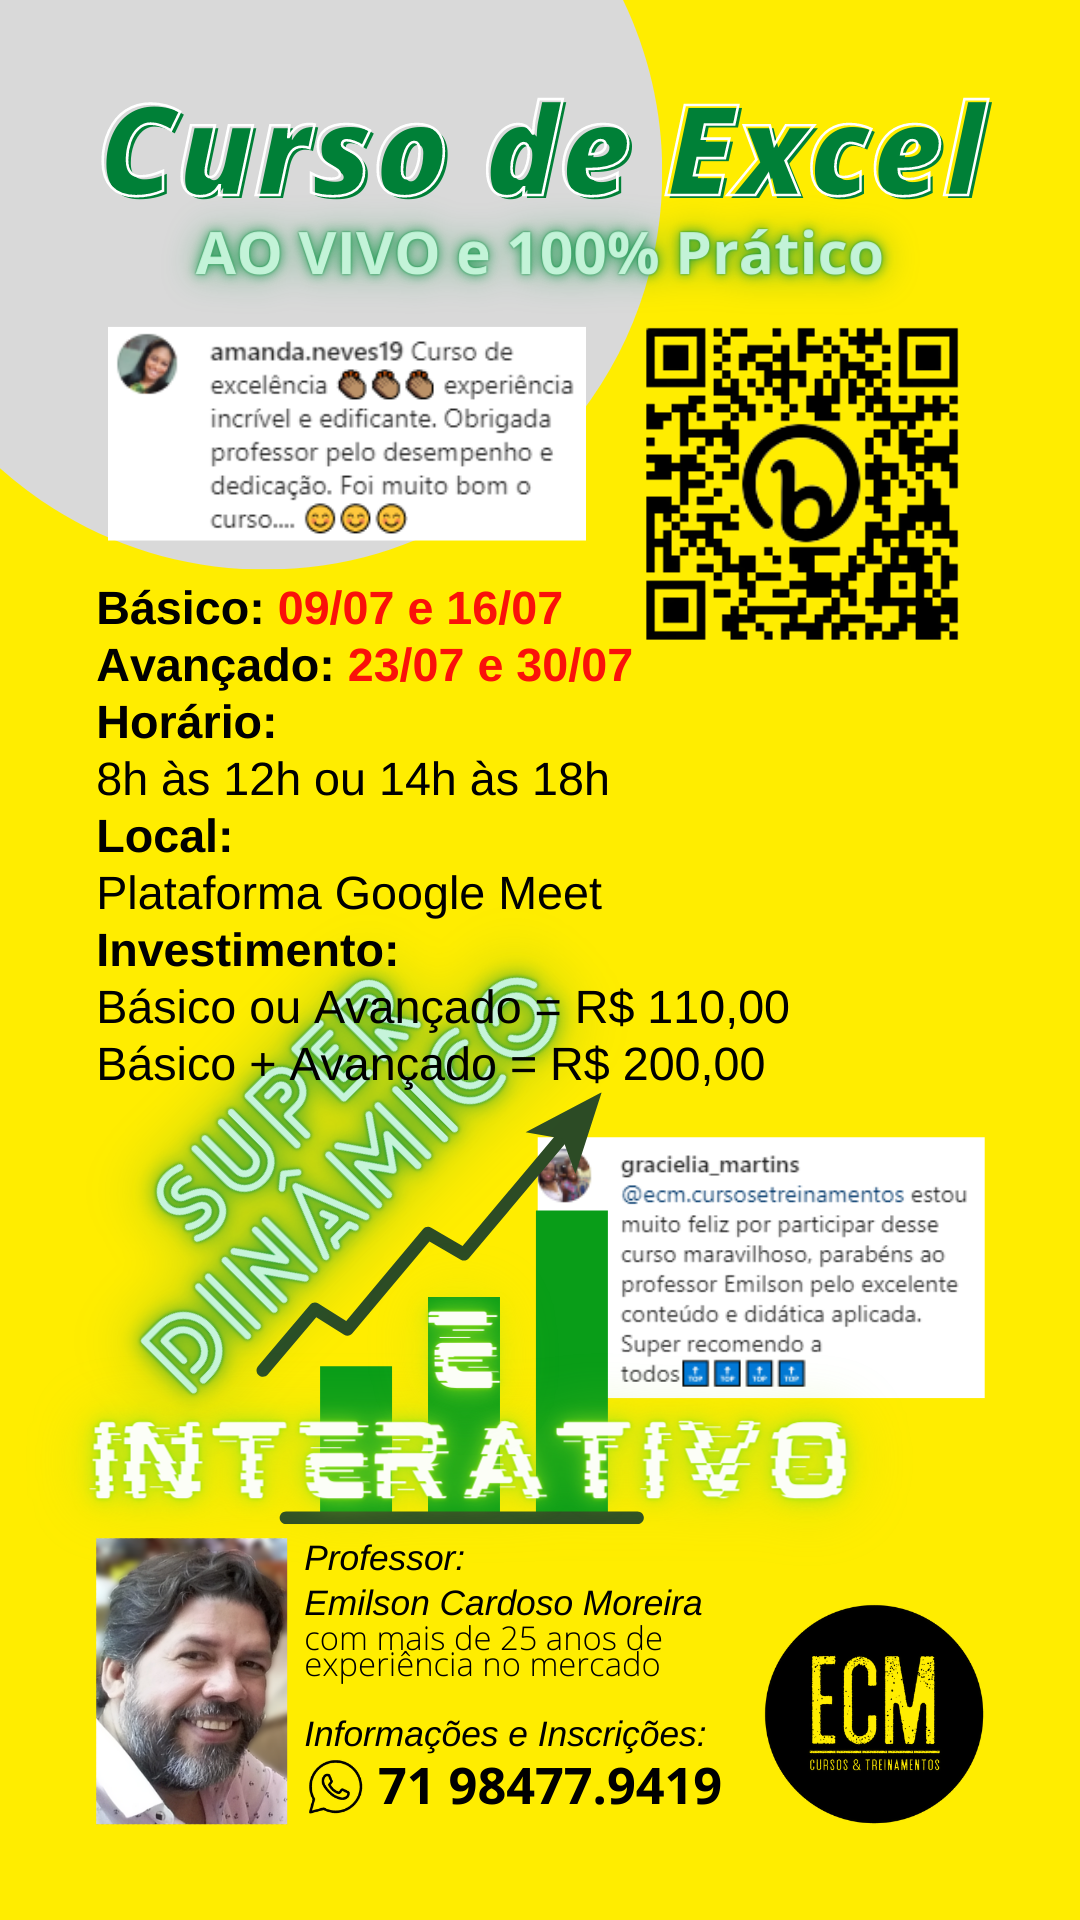 Curso de Excel
AO VIVO e 100% Prático
amanda.neves19 Curso de
excelência 👏🏽👏🏽👏🏽 experiência
incrível e edificante. Obrigada
professor pelo desempenho e
dedicação. Foi muito bom o
curso.... 😊😊😊
b
Básico: 09/07 e 16/07
Avançado: 23/07 e 30/07
Horário:
8h às 12h ou 14h às 18h
Local:
Plataforma Google Meet
Investimento:
Básico ou Avançado = R$ 110,00
Básico + Avançado = R$ 200,00
SUPER
DINÂMICO
E
INTERATIVO
gracielia_martins
@ecm.cursosetreinamentos estou
muito feliz por participar desse
curso maravilhoso, parabéns ao
professor Emilson pelo excelente
conteúdo e didática aplicada.
Super recomendo a
todos🔝🔝🔝🔝
Professor:
Emilson Cardoso Moreira
com mais de 25 anos de
experiência no mercado
Informações e Inscrições:
71 98477.9419
ECM
CURSOS & TREINAMENTOS